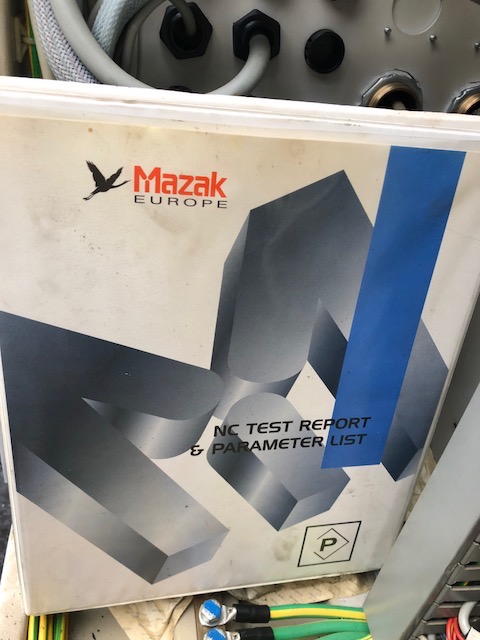 Mazak
EUROPE
NC TEST REPORT
& PARAMETER LIST
P